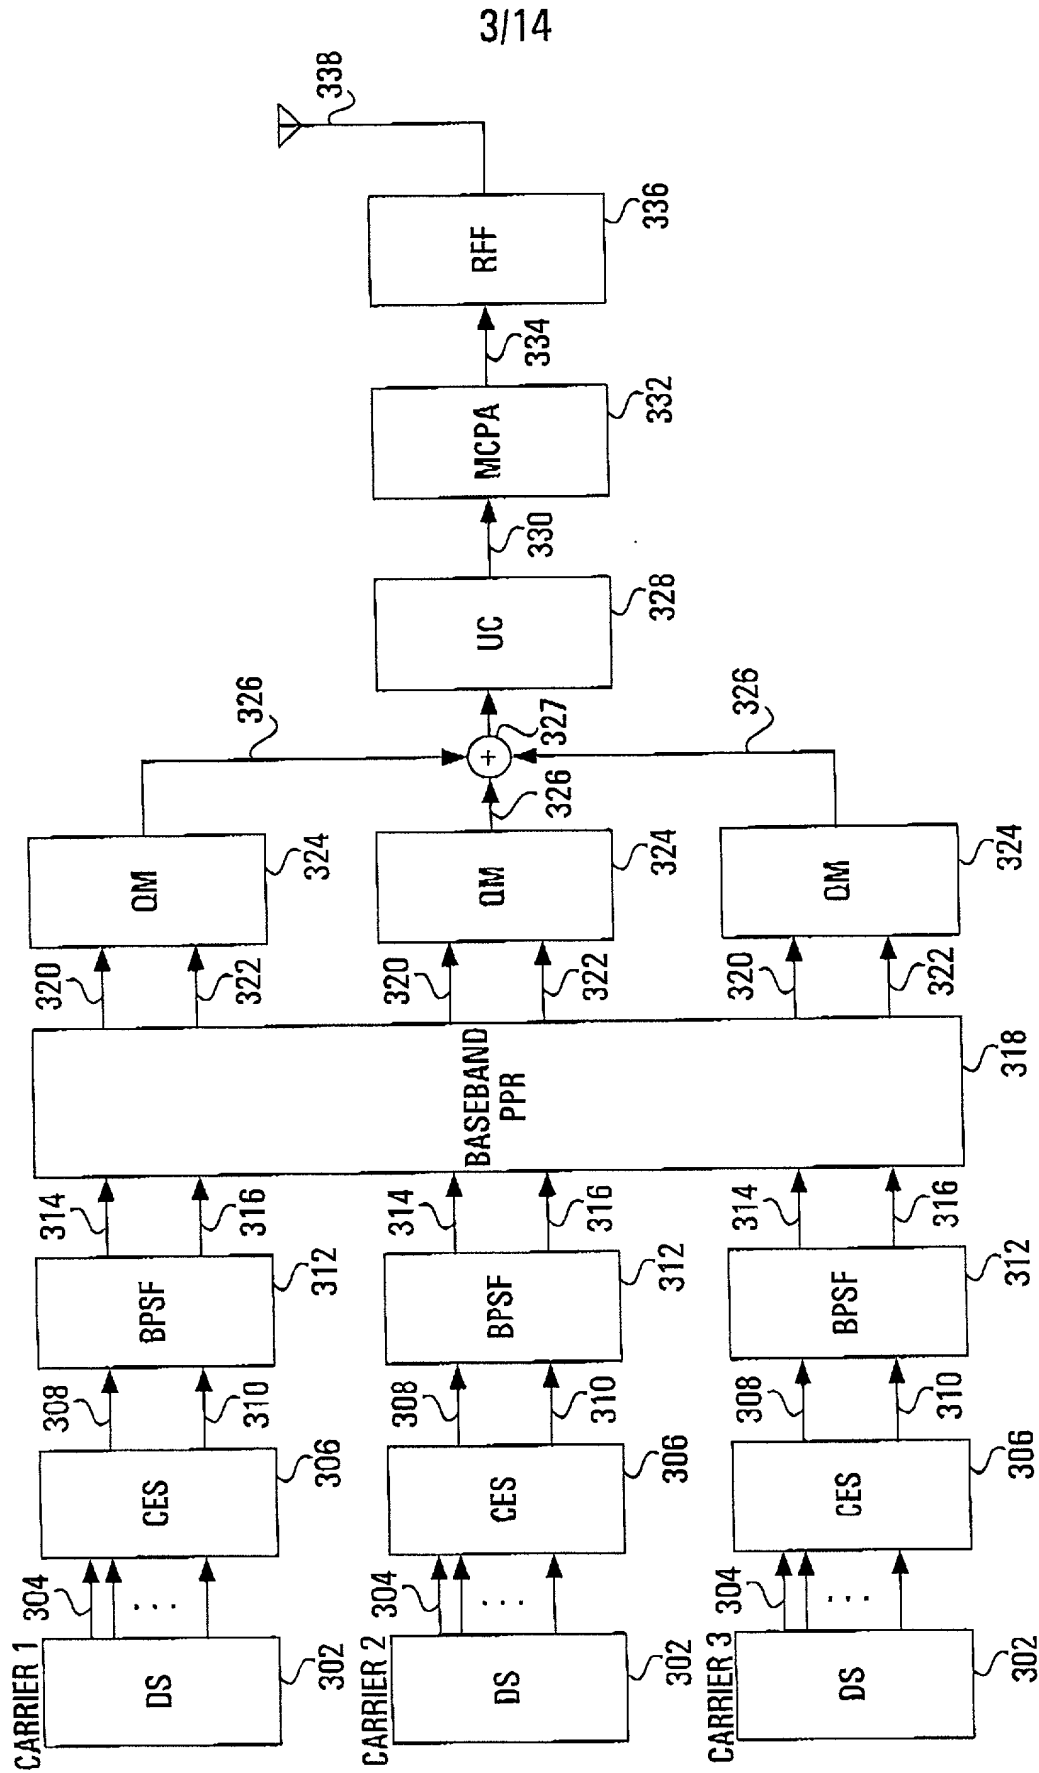 3/14
CARRIER 1
DS
302
304
...
CES
306
308
310
BPSF
312
314
316
320
322
QM
324
326
CARRIER 2
DS
302
304
...
CES
306
308
310
BPSF
312
314
316
BASEBAND
PPR
318
320
322
QM
324
326
+
327
UC
328
330
MCPA
332
334
RFF
336
338
CARRIER 3
DS
302
304
...
CES
306
308
310
BPSF
312
314
316
320
322
QM
324
326